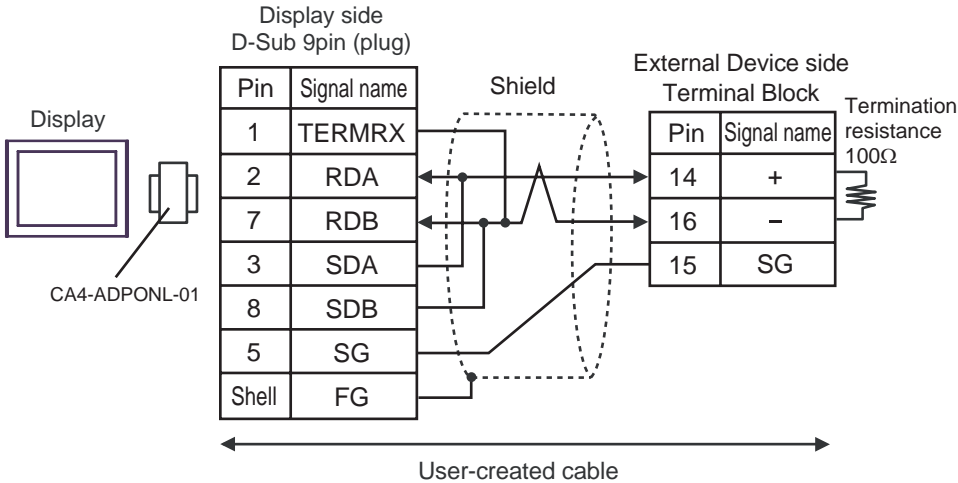 Display side
D-Sub 9pin (plug)
Pin Signal name
1 TERMRX
2 RDA
7 RDB
3 SDA
8 SDB
5 SG
Shell FG
Display
CA4-ADPONL-01
Shield
External Device side
Terminal Block
Pin Signal name
14 +
16 −
15 SG
Termination
resistance
100Ω
User-created cable